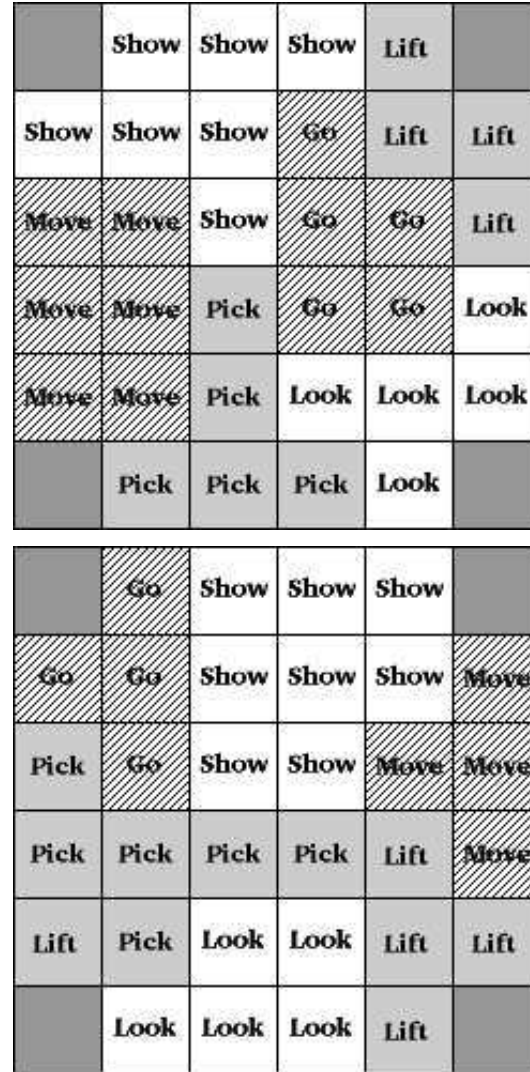 Show Show Show Lift
Show Show Show Go Lift Lift
Move Move Show Go Go Lift
Move Move Pick Go Go Look
Move Move Pick Look Look Look
Pick Pick Pick Look
Go Show Show Show
Go Go Show Show Show Move
Pick Go Show Show Move Move
Pick Pick Pick Pick Lift Move
Lift Pick Look Look Lift Lift
Look Look Look Lift